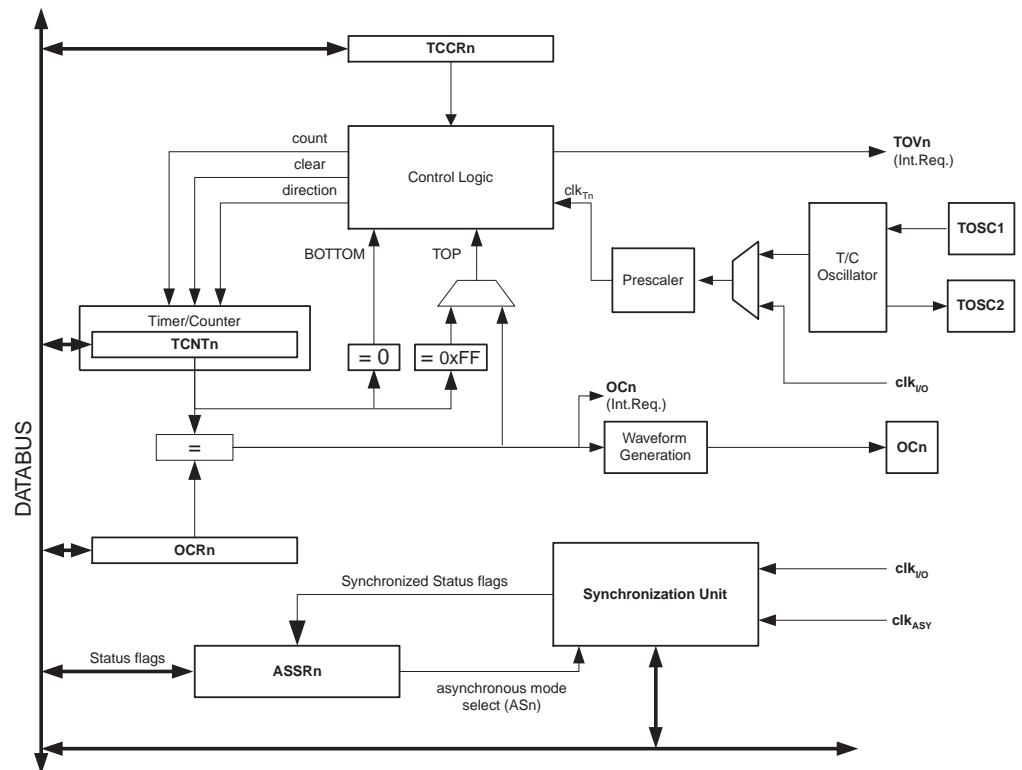 TCCRn
count
clear
direction
Control Logic
TOVn
(Int.Req.)
clkTn
BOTTOM
TOP
TOSC1
T/C
Oscillator
Prescaler
TOSC2
Timer/Counter
TCNTn
= 0
= 0xFF
clkI/O
OCn
(Int.Req.)
=
Waveform
Generation
OCn
DATABUS
OCRn
Synchronized Status flags
Synchronization Unit
clkI/O
clkASY
Status flags
ASSRn
asynchronous mode
select (ASn)